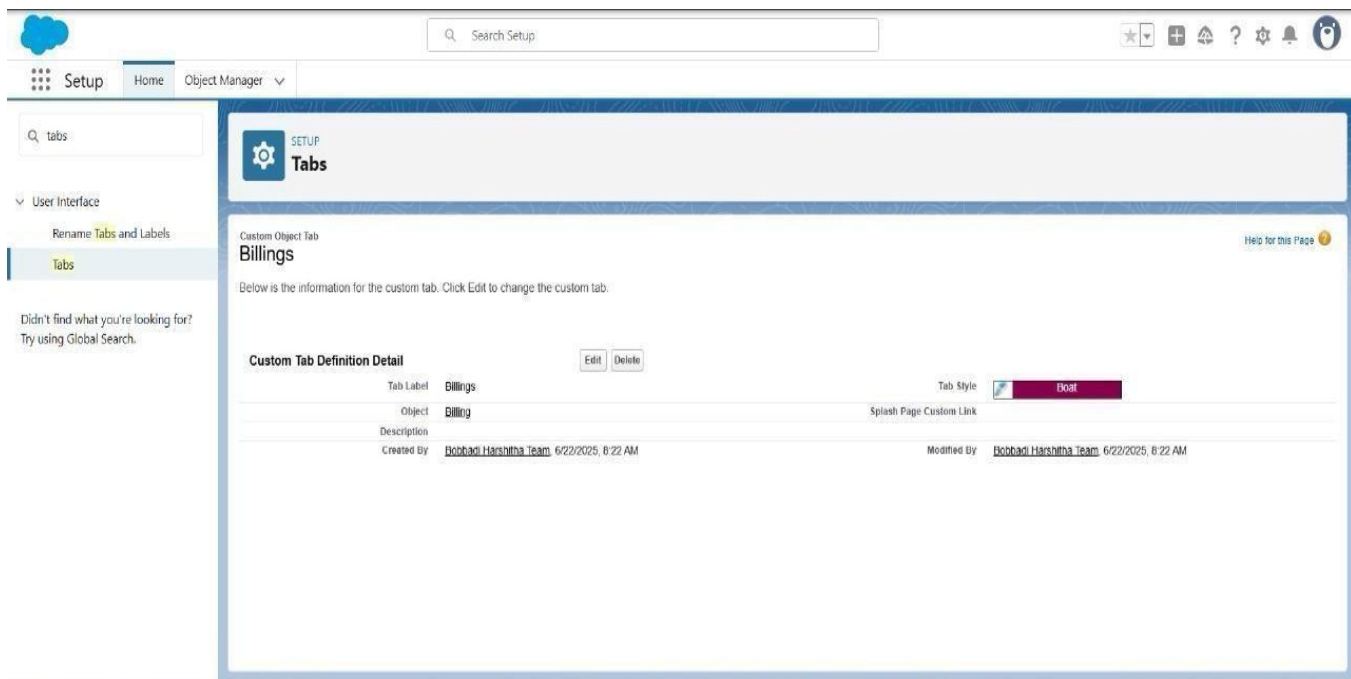 Search Setup
Setup Home Object Manager
tabs
SETUP
Tabs
User Interface
Rename Tabs and Labels
Tabs
Didn't find what you're looking for?
Try using Global Search.
Custom Object Tab
Billings
Help for this Page
Below is the information for the custom tab. Click Edit to change the custom tab.
Custom Tab Definition Detail Edit Delete
Tab Label Billings Tab Style Boat
Object Billing Splash Page Custom Link
Description
Created By Bobbadi Harshitha Team, 6/22/2025, 8:22 AM Modified By Bobbadi Harshitha Team, 6/22/2025, 8:22 AM